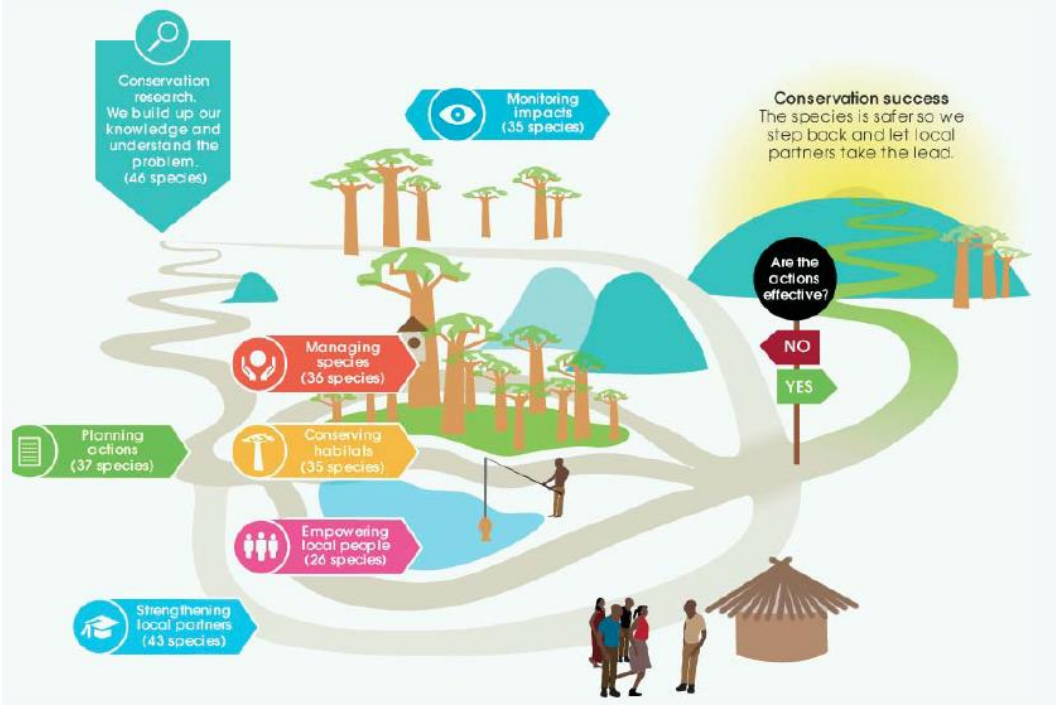 Conservation
research.
We build up our
knowledge and
understand the
problem.
(46 species)
Monitoring
impacts
(35 species)
Conservation success
The species is safer so we
step back and let local
partners take the lead.
Are the
actions
effective?
NO
YES
Managing
species
(36 species)
Planning
actions
(37 species)
Conserving
habitats
(35 species)
Empowering
local people
(26 species)
Strengthening
local partners
(43 species)